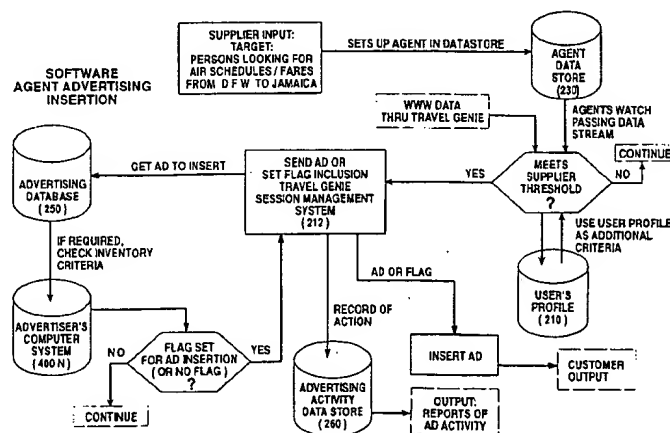 SUPPLIER INPUT:
TARGET:
PERSONS LOOKING FOR
AIR SCHEDULES / FARES
FROM D F W TO JAMAICA
SETS UP AGENT IN DATASTORE
AGENT
DATA
STORE
(230)
SOFTWARE
AGENT ADVERTISING
INSERTION
WWW DATA
THRU TRAVEL GENIE
AGENTS WATCH
PASSING DATA
STREAM
CONTINUE
GET AD TO INSERT
ADVERTISING
DATABASE
(250)
SEND AD OR
SET FLAG INCLUSION
TRAVEL GENIE
SESSION MANAGEMENT
SYSTEM
(212)
YES
MEETS
SUPPLIER
THRESHOLD
?
NO
USE USER PROFILE
AS ADDITIONAL
CRITERIA
IF REQUIRED,
CHECK INVENTORY
CRITERIA
USER'S
PROFILE
(210)
AD OR FLAG
ADVERTISER'S
COMPUTER
SYSTEM
(400 N)
RECORD OF
ACTION
NO
FLAG SET
FOR AD INSERTION
(OR NO FLAG)
?
YES
INSERT AD
CUSTOMER
OUTPUT
CONTINUE
ADVERTISING
ACTIVITY
DATA STORE
(260)
OUTPUT:
REPORTS OF
AD ACTIVITY